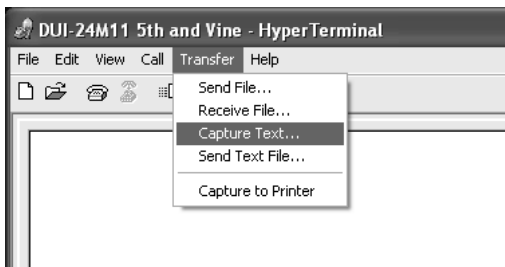 DUI-24M11 5th and Vine - HyperTerminal
File Edit View Call Transfer Help
Send File...
Receive File...
Capture Text...
Send Text File...
Capture to Printer